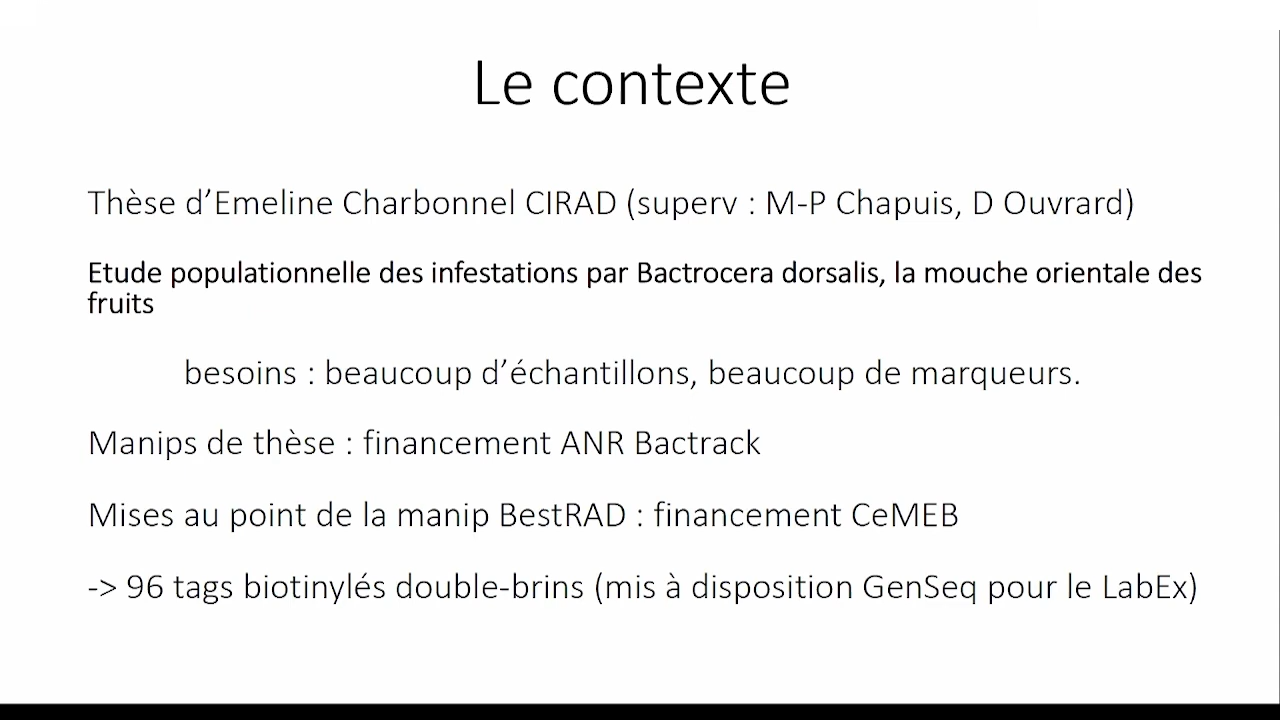 Le contexte
Thèse d’Emeline Charbonnel CIRAD (superv : M-P Chapuis, D Ouvrard)
Etude populationnelle des infestations par Bactrocera dorsalis, la mouche orientale des
fruits
besoins : beaucoup d’échantillons, beaucoup de marqueurs.
Manips de thèse : financement ANR Bactrack
Mises au point de la manip BestRAD : financement CeMEB
-> 96 tags biotinylés double-brins (mis à disposition GenSeq pour le LabEx)